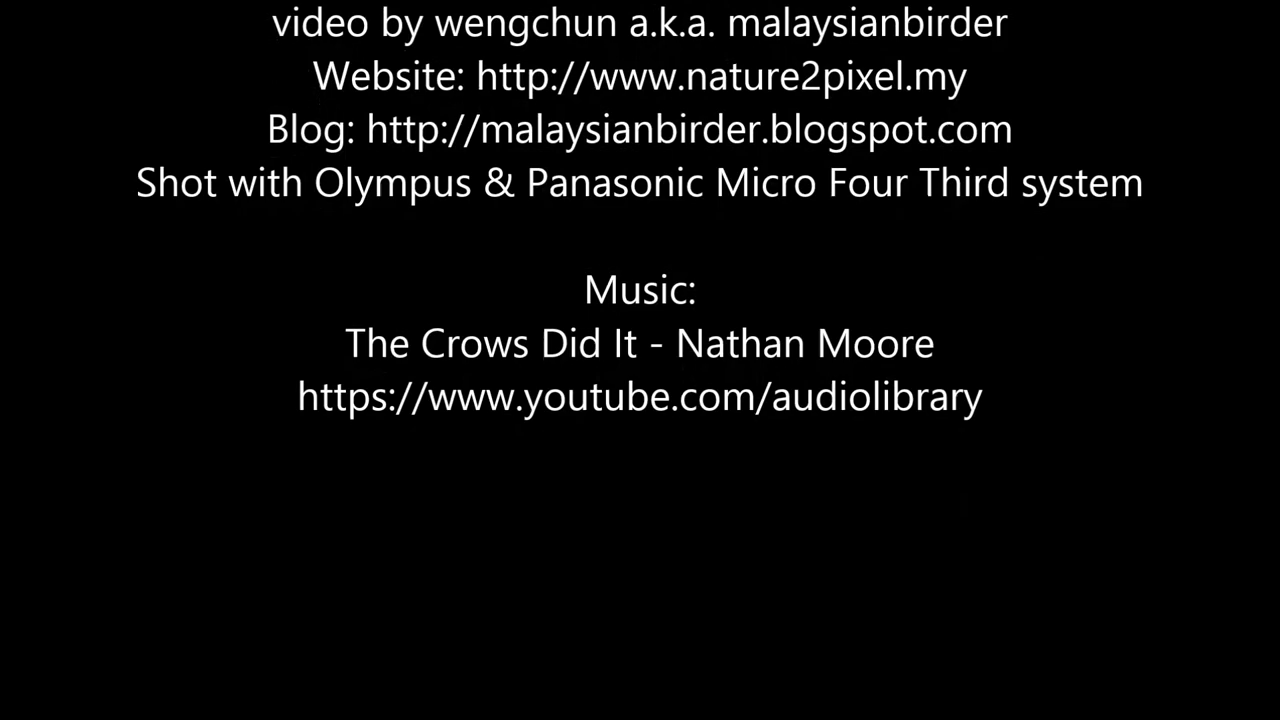 video by wengchun a.k.a. malaysianbirder
Website: http://www.nature2pixel.my
Blog: http://malaysianbirder.blogspot.com
Shot with Olympus & Panasonic Micro Four Third system
Music:
The Crows Did It - Nathan Moore
https://www.youtube.com/audiolibrary